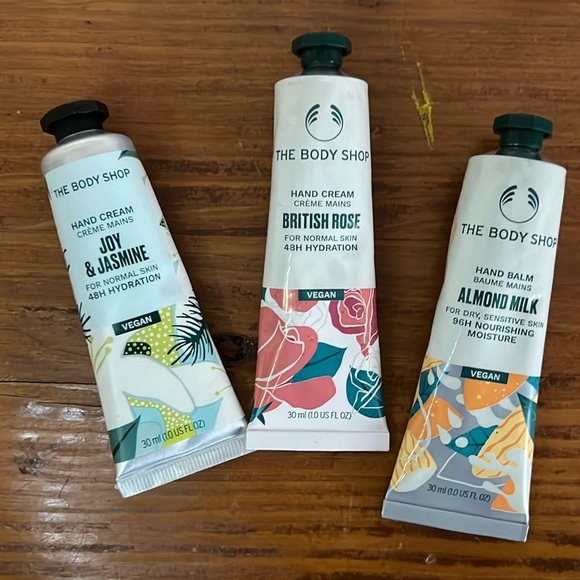 THE BODY SHOP
HAND CREAM
CRÈME MAINS
JOY
& JASMINE
FOR NORMAL SKIN
48H HYDRATION
VEGAN
30 ml (1.0 US FL OZ)
THE BODY SHOP
HAND CREAM
CRÈME MAINS
BRITISH ROSE
FOR NORMAL SKIN
48H HYDRATION
VEGAN
30 ml (1.0 US FL OZ)
THE BODY SHOP
HAND BALM
BAUME MAINS
ALMOND MILK
FOR DRY, SENSITIVE SKIN
96H NOURISHING
MOISTURE
VEGAN
30 ml (1.0 US FL OZ)